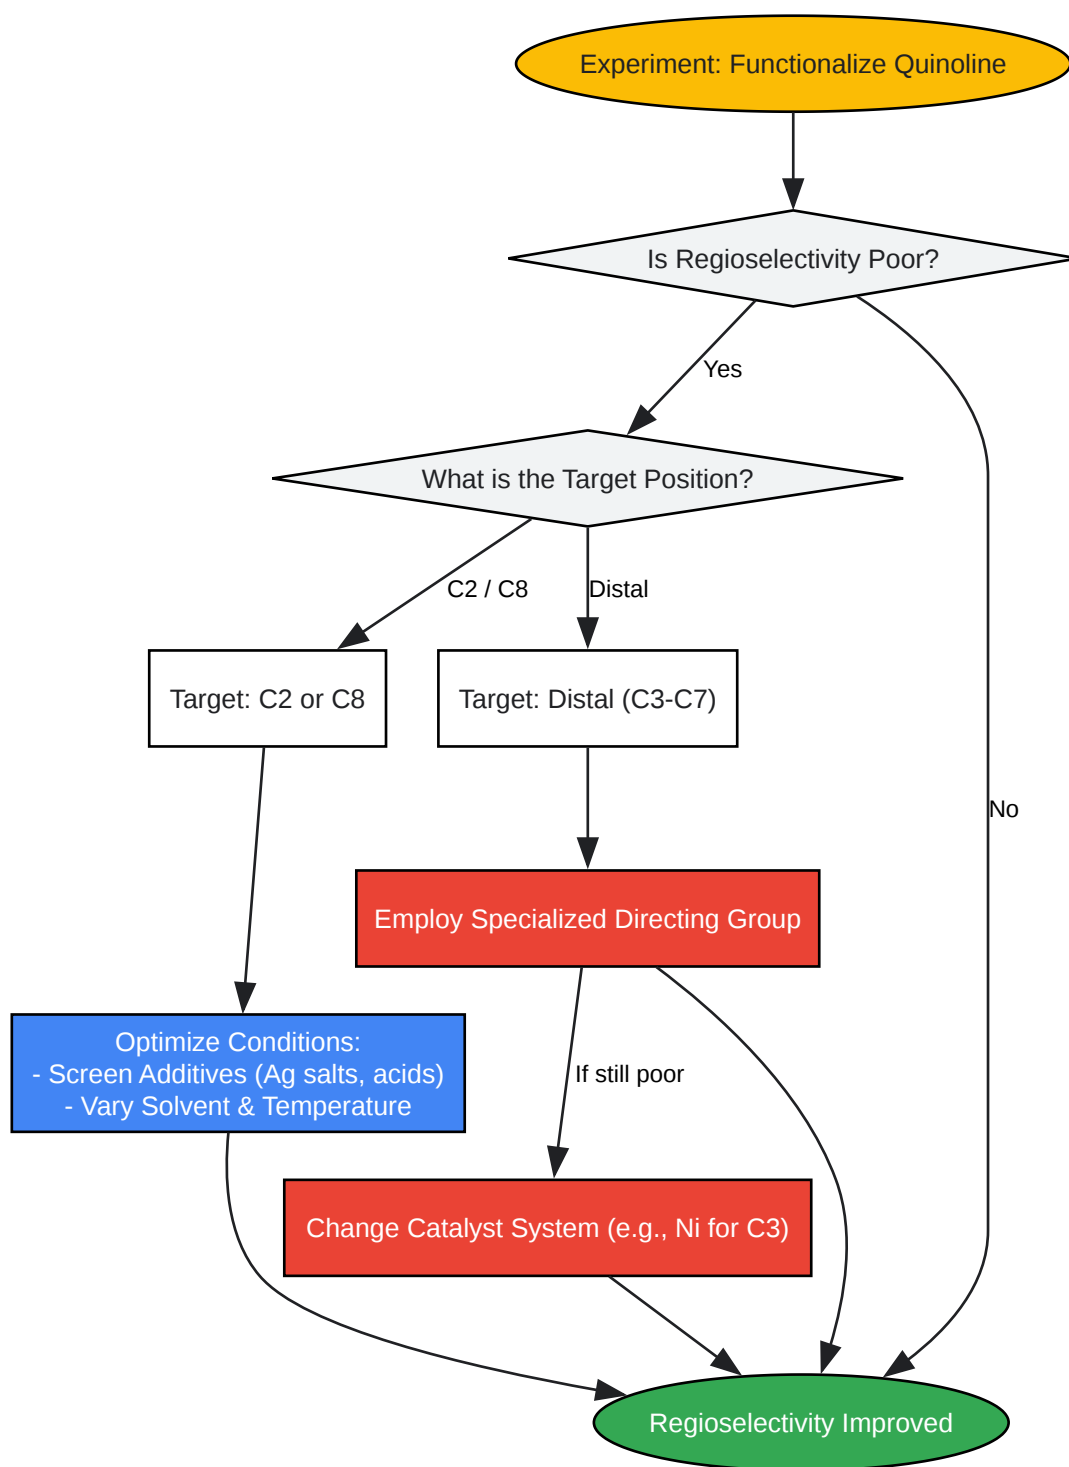 Experiment: Functionalize Quinoline
Is Regioselectivity Poor?
Yes
What is the Target Position?
C2 / C8
Distal
Target: C2 or C8
Target: Distal (C3-C7)
No
Employ Specialized Directing Group
Optimize Conditions:
- Screen Additives (Ag salts, acids)
- Vary Solvent & Temperature
If still poor
Change Catalyst System (e.g., Ni for C3)
Regioselectivity Improved